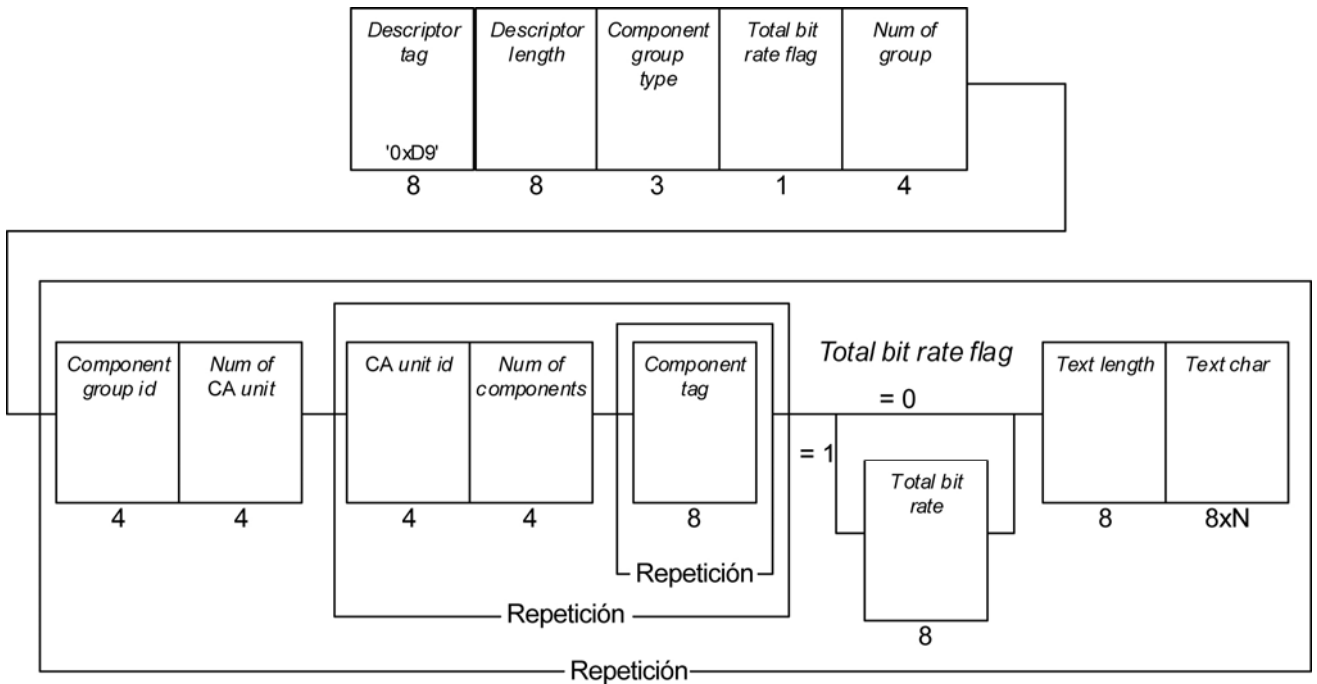 Descriptor
tag
'0xD9'
8
Descriptor
length
8
Component
group
type
3
Total bit
rate flag
1
Num of
group
4
Component
group id
4
Num of
CA unit
4
CA unit id
4
Num of
components
4
Component
tag
8
Repetición
Repetición
Total bit rate flag
= 0
= 1
Total bit
rate
8
Text length
8
Text char
8xN
Repetición